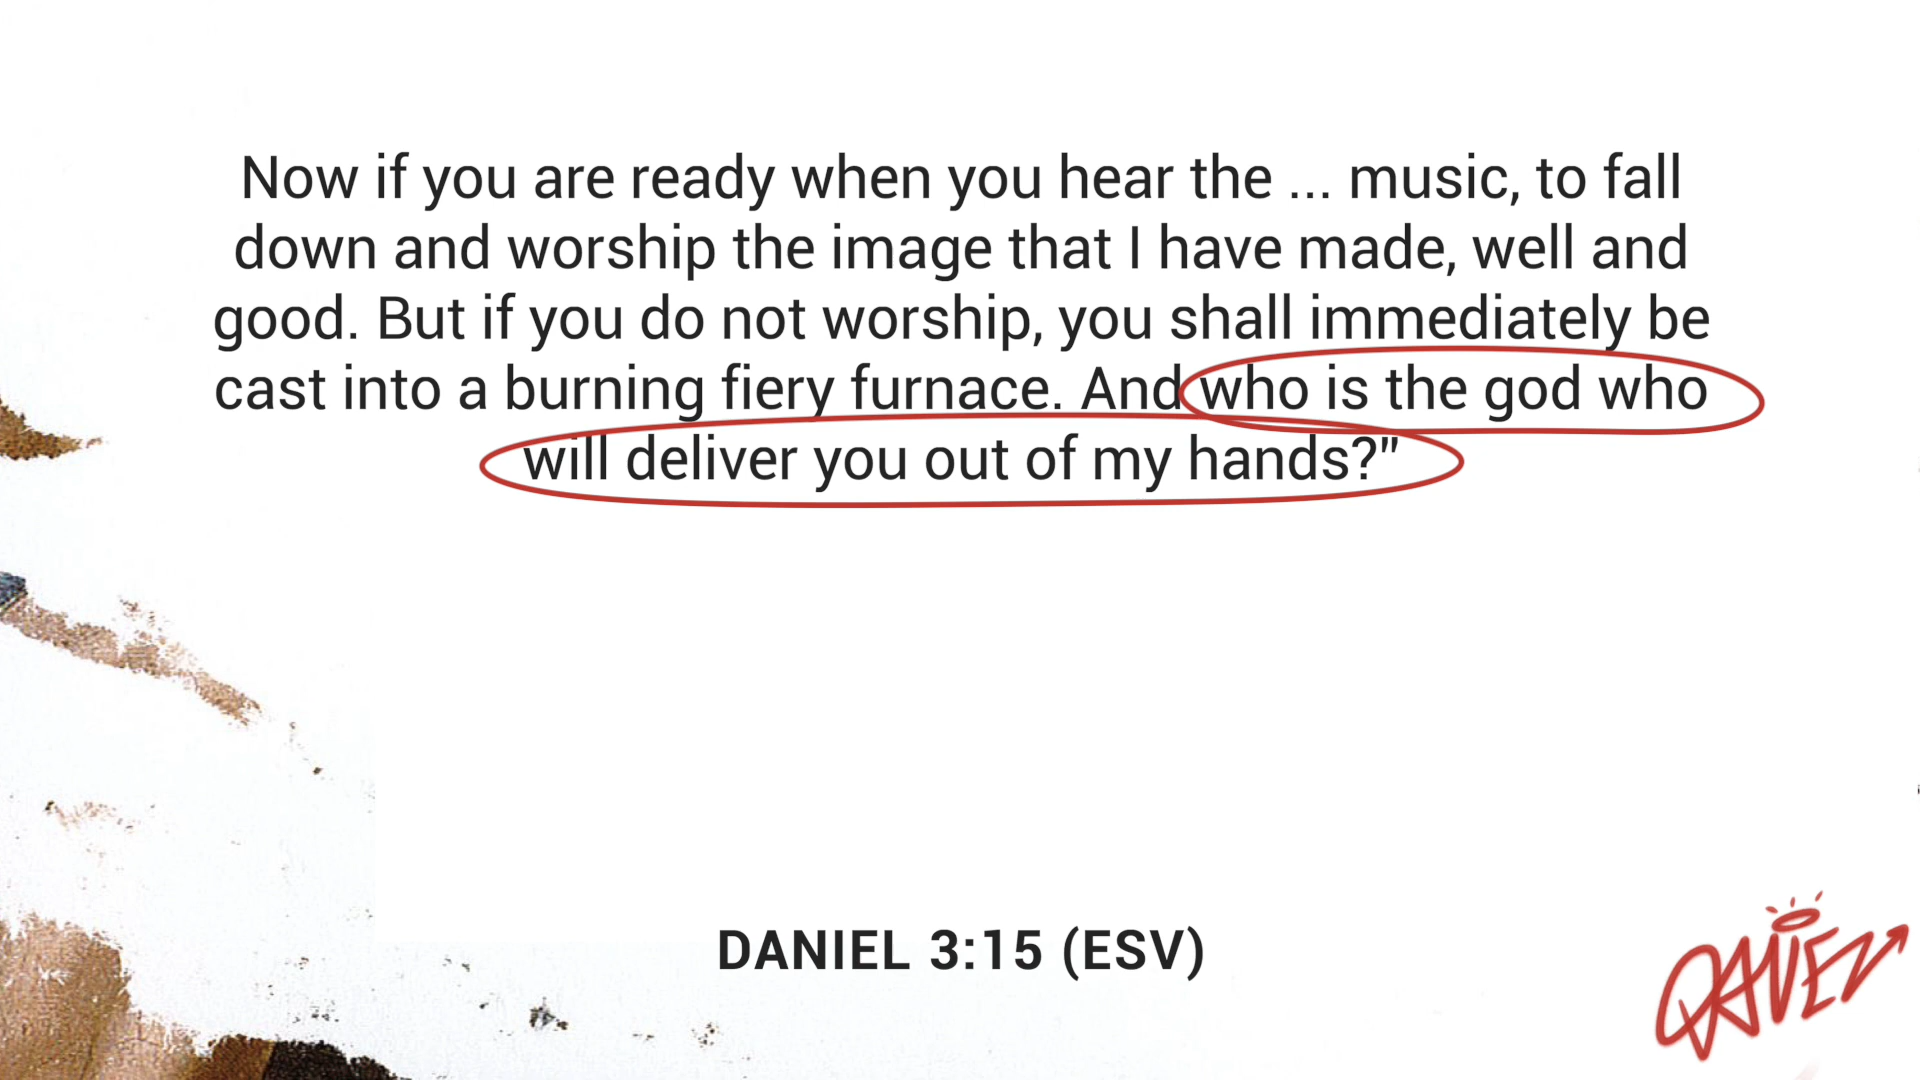 Now if you are ready when you hear the ... music, to fall
down and worship the image that I have made, well and
good. But if you do not worship, you shall immediately be
cast into a burning fiery furnace. And who is the god who
will deliver you out of my hands?”
DANIEL 3:15 (ESV)